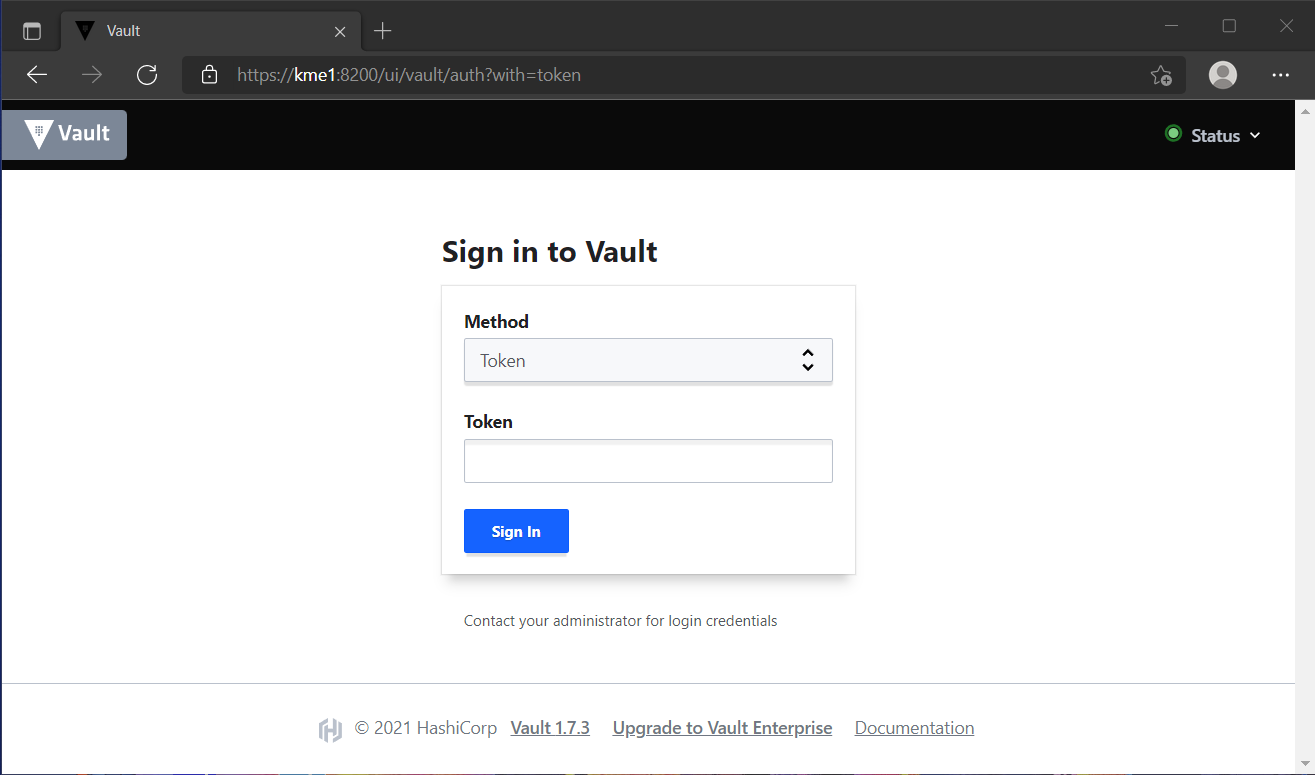 Vault
https://kme1:8200/ui/vault/auth?with=token
Vault
Status
Sign in to Vault
Method
Token
Token
Sign In
Contact your administrator for login credentials
© 2021 HashiCorp Vault 1.7.3 Upgrade to Vault Enterprise Documentation